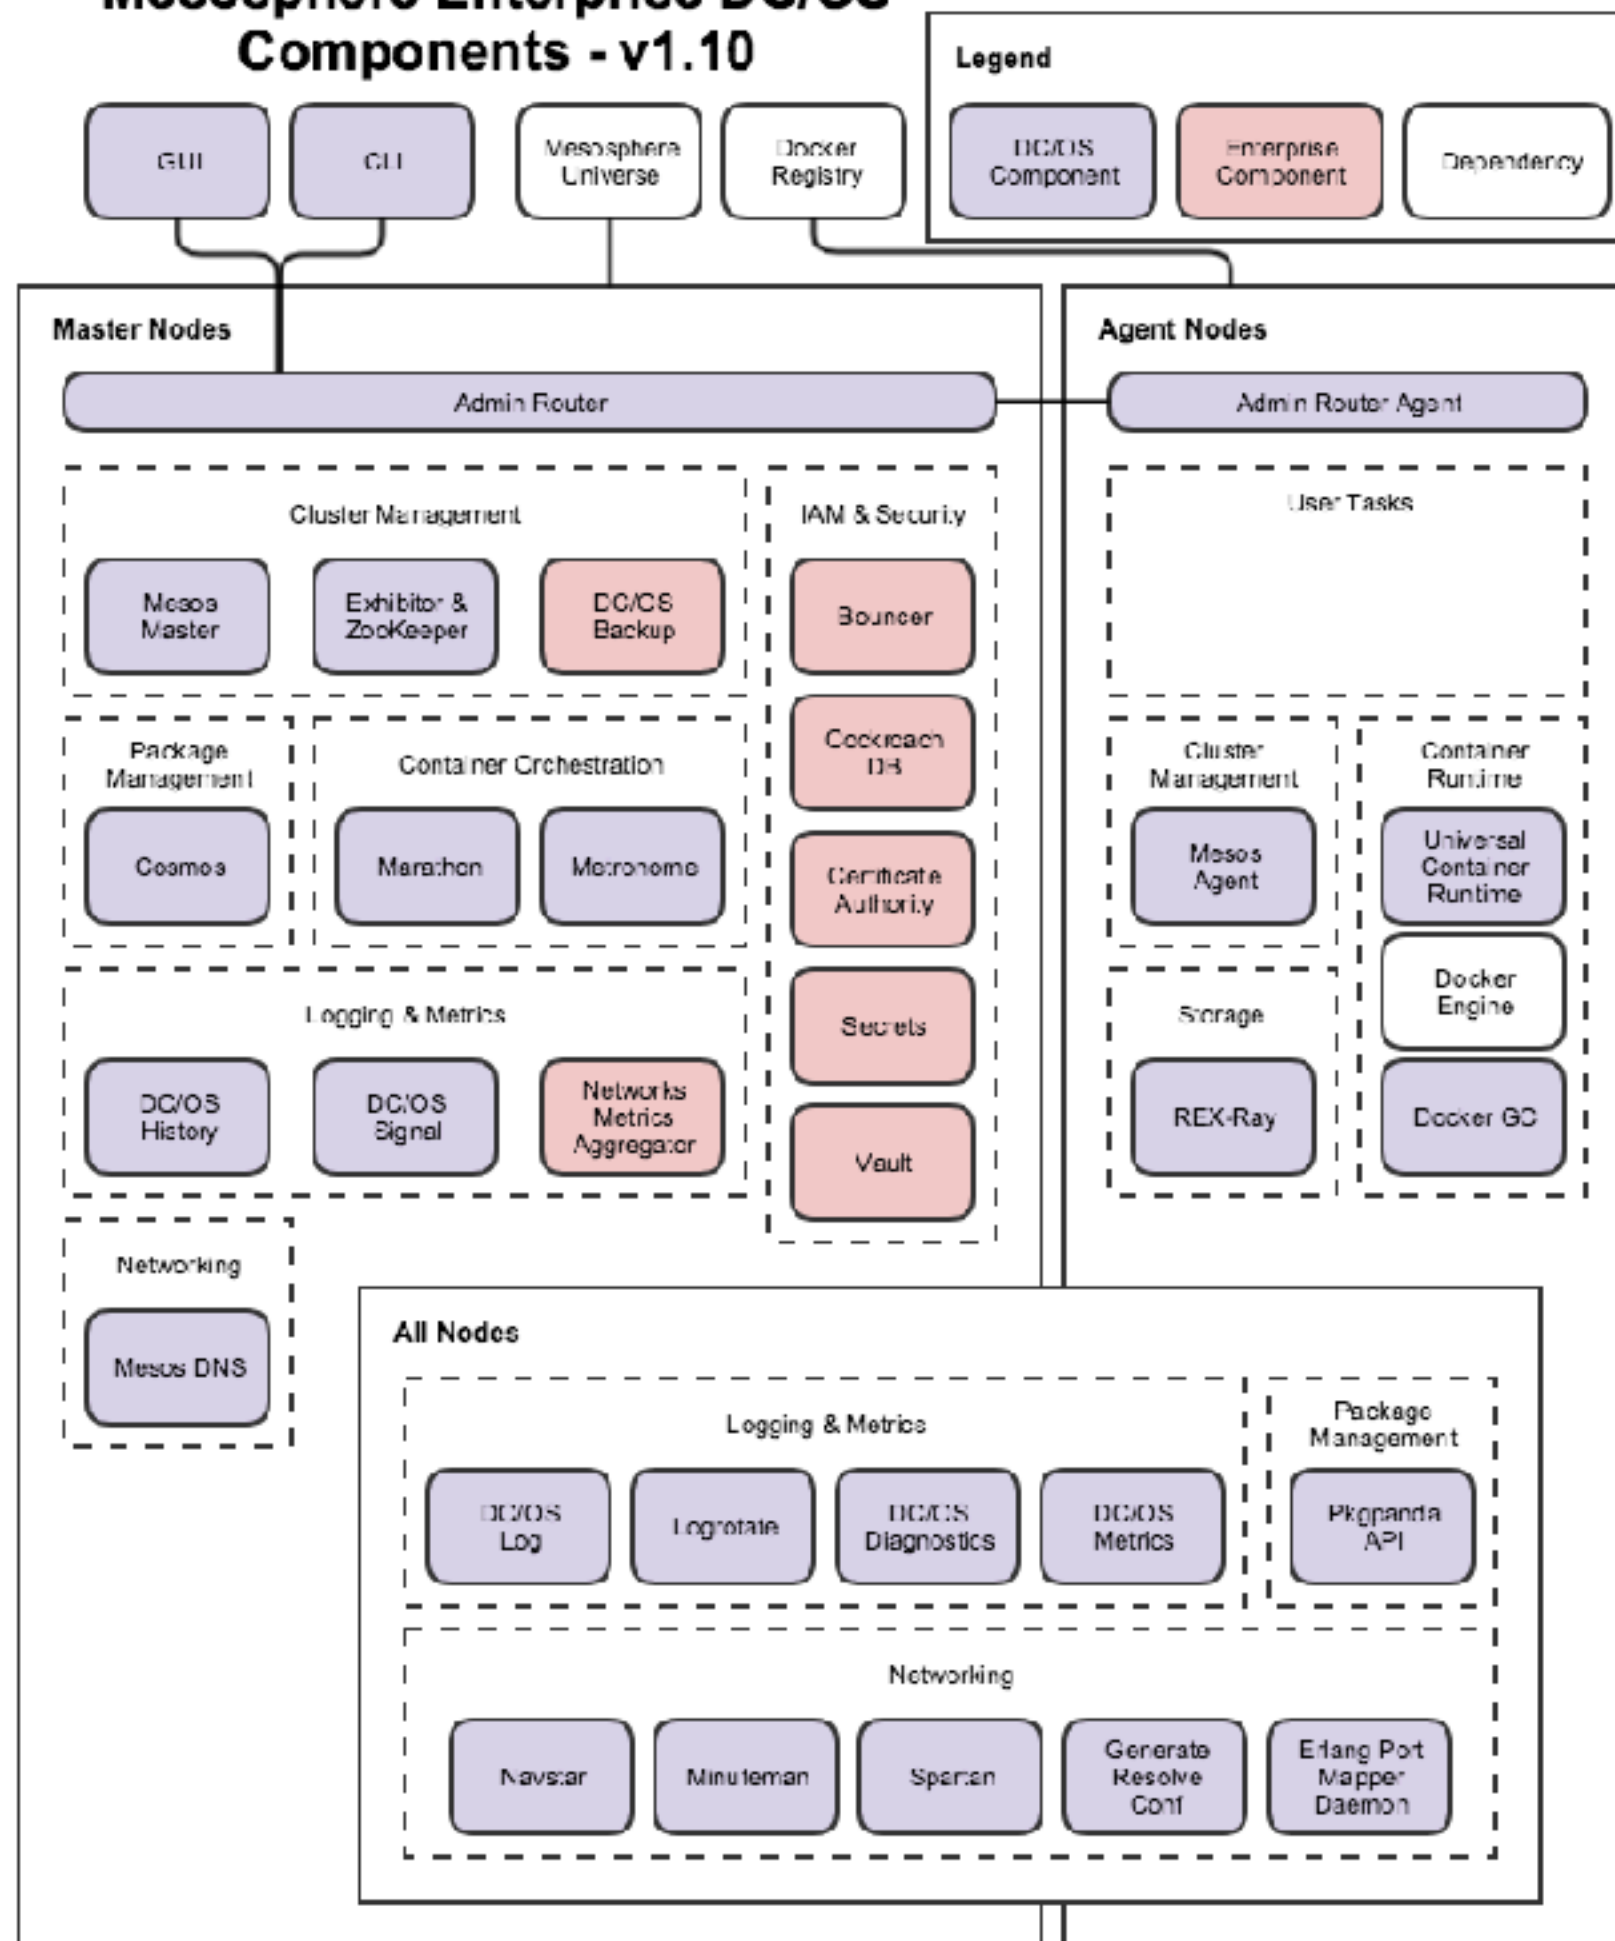 Mesosphere Enterprise DC/OS
Components - v1.10
Legend
GUI
CLI
Mesosphere
Universe
Docker
Registry
DC/OS
Component
Enterprise
Component
Dependency
Master Nodes
Agent Nodes
Admin Router
Admin Router Agent
Cluster Management
Mesos
Master
Exhibitor &
ZooKeeper
DC/OS
Backup
IAM & Security
Bouncer
Cockroach
DB
Certificate
Authority
Secrets
Vault
Package
Management
Cosmos
Container Orchestration
Marathon
Metronome
Logging & Metrics
DC/OS
History
DC/OS
Signal
Networks
Metrics
Aggregator
Networking
Mesos DNS
User Tasks
Cluster
Management
Mesos
Agent
Container
Runtime
Universal
Container
Runtime
Docker
Engine
Docker GC
Storage
REX-Ray
All Nodes
Logging & Metrics
DC/OS
Log
Logrotate
DC/OS
Diagnostics
DC/OS
Metrics
Package
Management
Pkgpanda
API
Networking
Navstar
Minuteman
Spartan
Generate
Resolve
Conf
Erlang Port
Mapper
Daemon